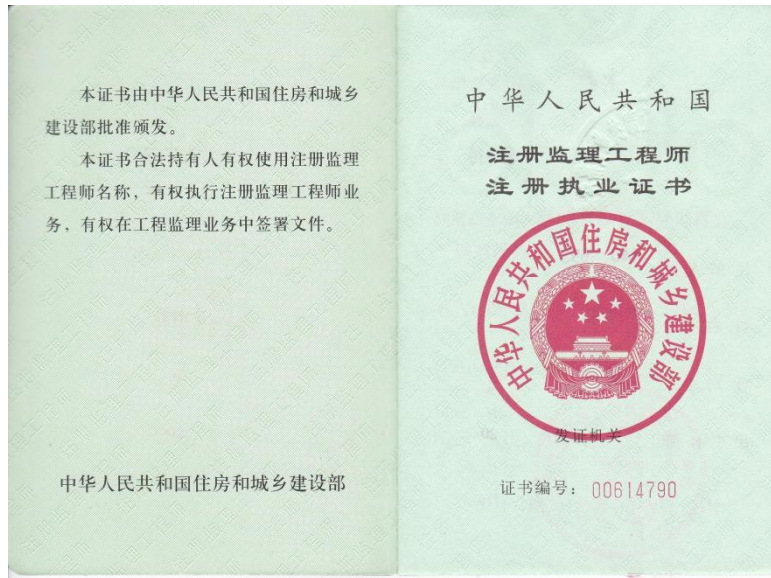 本证书由中华人民共和国住房和城乡
建设部批准颁发。
本证书合法持有人有权使用注册监理
工程师名称，有权执行注册监理工程师业
务，有权在工程监理业务中签署文件。
中华人民共和国住房和城乡建设部
中华人民共和国
注册监理工程师
注册执业证书
中华人民共和国住房和城乡建设部
发证机关
证书编号：00614790